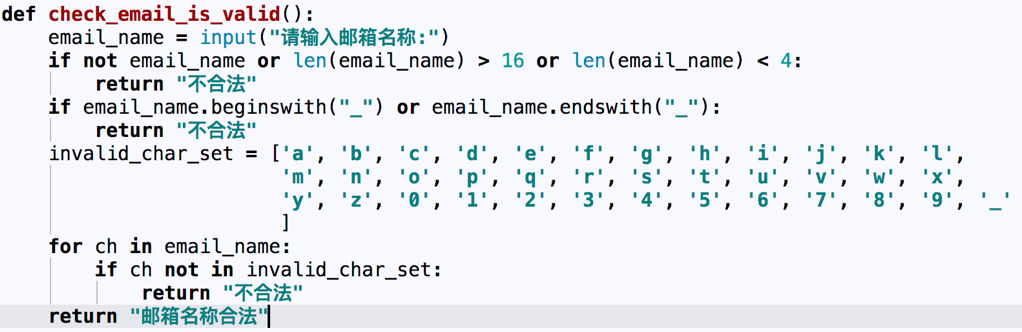 def check_email_is_valid():
    email_name = input("请输入邮箱名称:")
    if not email_name or len(email_name) > 16 or len(email_name) < 4:
        return "不合法"
    if email_name.beginswith("_") or email_name.endswith("_"):
        return "不合法"
    invalid_char_set = ['a', 'b', 'c', 'd', 'e', 'f', 'g', 'h', 'i', 'j', 'k', 'l',
                        'm', 'n', 'o', 'p', 'q', 'r', 's', 't', 'u', 'v', 'w', 'x',
                        'y', 'z', '0', '1', '2', '3', '4', '5', '6', '7', '8', '9', '_'
                        ]
    for ch in email_name:
        if ch not in invalid_char_set:
            return "不合法"
    return "邮箱名称合法"